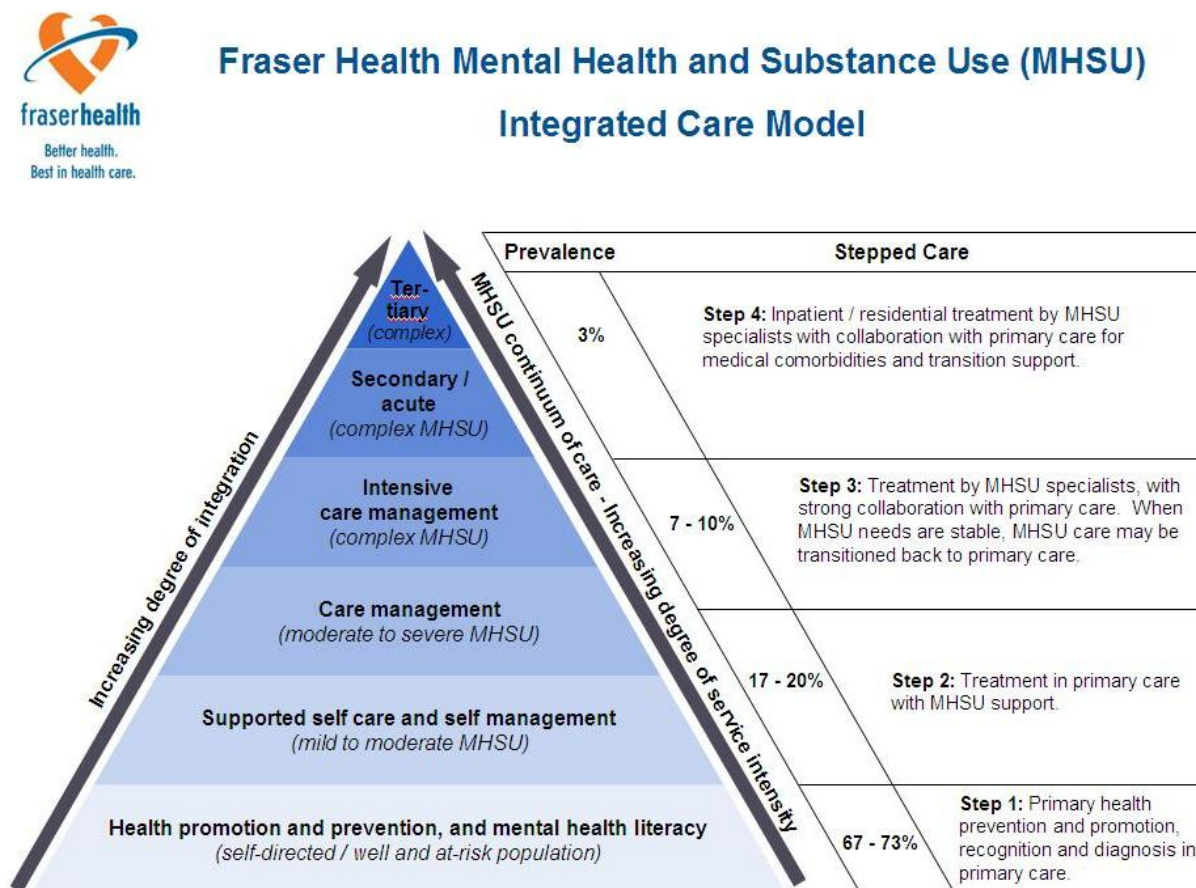 fraserhealth
Better health.
Best in health care.
Fraser Health Mental Health and Substance Use (MHSU)
Integrated Care Model
Increasing degree of integration
Ter-
tiary
(complex)
Secondary /
acute
(complex MHSU)
Intensive
care management
(complex MHSU)
Care management
(moderate to severe MHSU)
Supported self care and self management
(mild to moderate MHSU)
Health promotion and prevention, and mental health literacy
(self-directed / well and at-risk population)
MHSU continuum of care - Increasing degree of service intensity
Prevalence
Stepped Care
3%
Step 4: Inpatient / residential treatment by MHSU
specialists with collaboration with primary care for
medical comorbidities and transition support.
7 - 10%
Step 3: Treatment by MHSU specialists, with
strong collaboration with primary care. When
MHSU needs are stable, MHSU care may be
transitioned back to primary care.
17 - 20%
Step 2: Treatment in primary care
with MHSU support.
67 - 73%
Step 1: Primary health
prevention and promotion,
recognition and diagnosis in
primary care.